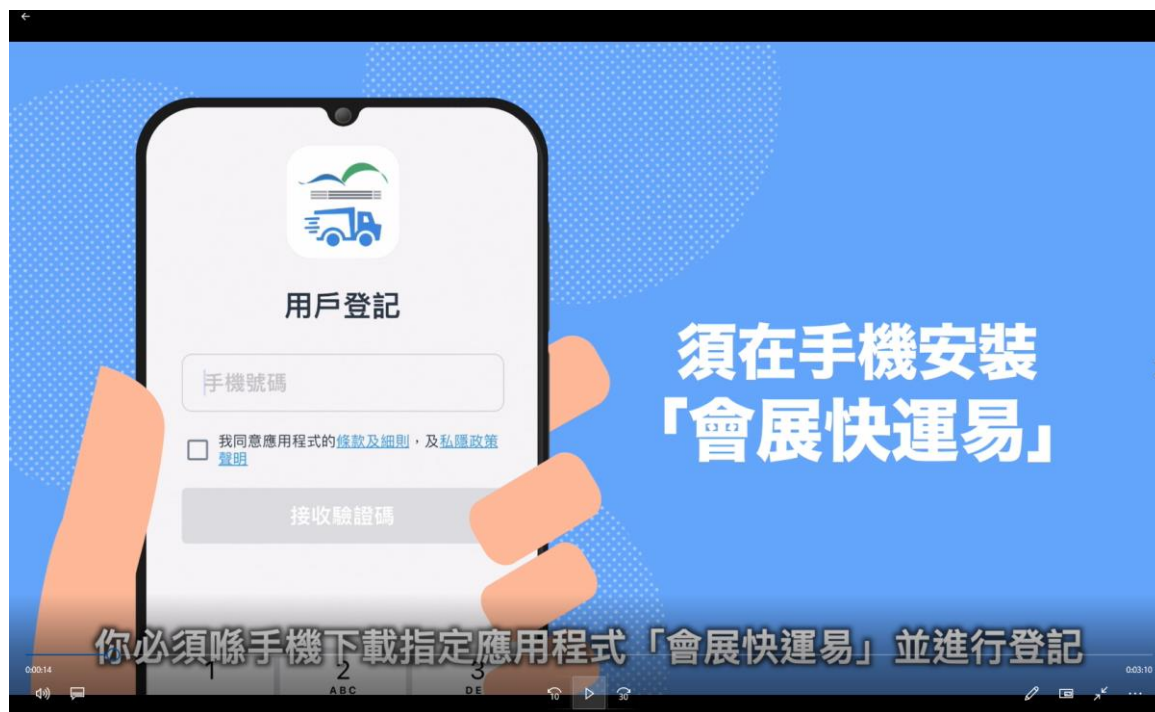 用戶登記
手機號碼
我同意應用程式的條款及細則，及私隱政策
聲明
接收驗證碼
須在手機安裝
「會展快運易」
你必須喺手機下載指定應用程式「會展快運易」並進行登記
1
2
3
ABC
DE
0:00:14
0:03:10
10
30